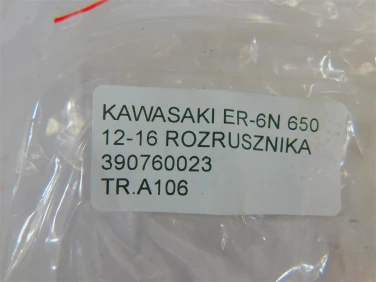 KAWASAKI ER-6N 650
12-16 ROZRUSZNIKA
390760023
TR.A106